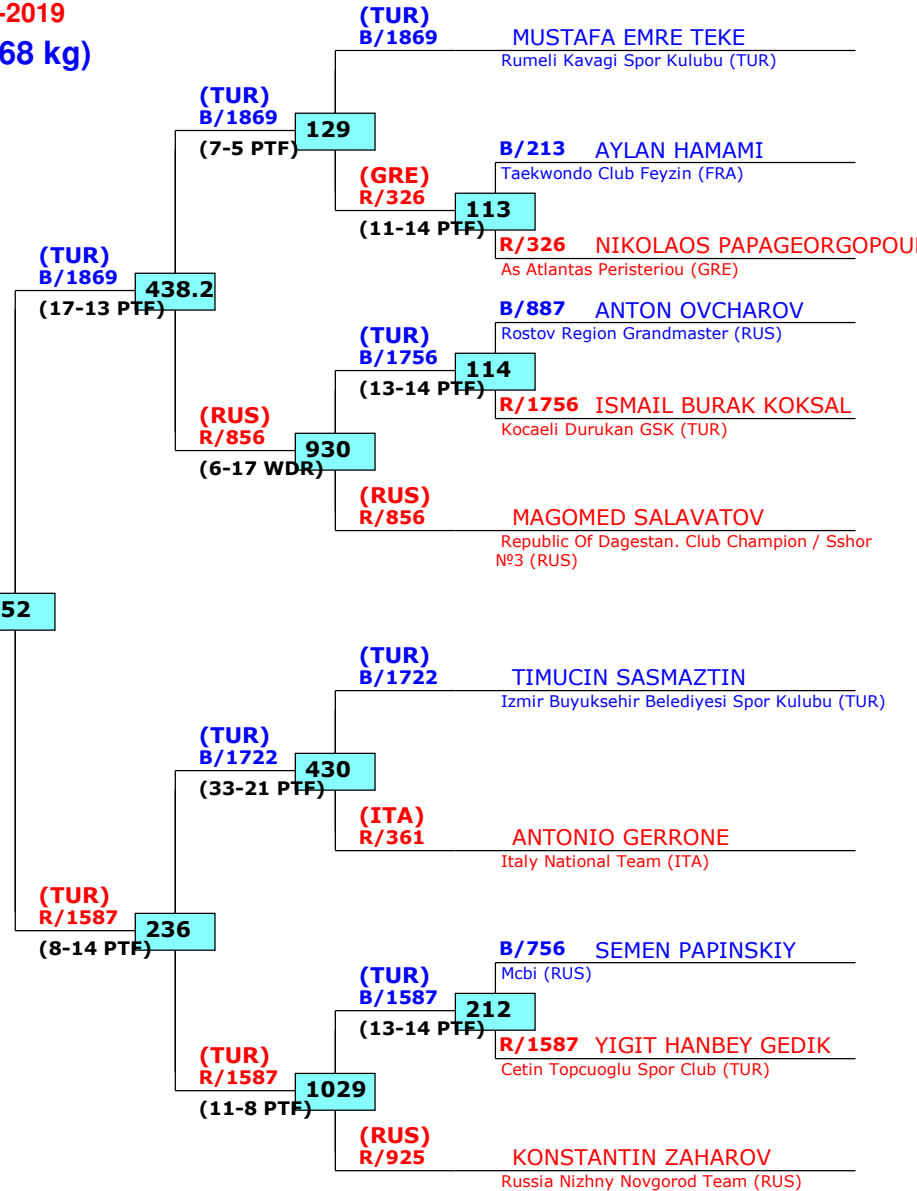 -2019
68 kg)
(TUR)
B/1869
MUSTAFA EMRE TEKE
Rumeli Kavagi Spor Kulubu (TUR)
(TUR)
B/1869
129
(7-5 PTF)
B/213 AYLAN HAMAMI
Taekwondo Club Feyzin (FRA)
(GRE)
R/326
113
(11-14 PTF)
R/326 NIKOLAOS PAPAGEORGOPOU
As Atlantas Peristeriou (GRE)
(TUR)
B/1869
438.2
(17-13 PTF)
B/887 ANTON OVCHAROV
Rostov Region Grandmaster (RUS)
(TUR)
B/1756
114
(13-14 PTF)
R/1756 ISMAIL BURAK KOKSAL
Kocaeli Durukan GSK (TUR)
(RUS)
R/856
930
(6-17 WDR)
(RUS)
R/856
MAGOMED SALAVATOV
Republic Of Dagestan. Club Champion / Sshor
№3 (RUS)
52
(TUR)
B/1722
TIMUCIN SASMAZTIN
Izmir Buyuksehir Belediyesi Spor Kulubu (TUR)
(TUR)
B/1722
430
(33-21 PTF)
(ITA)
R/361
ANTONIO GERRONE
Italy National Team (ITA)
(TUR)
R/1587
236
(8-14 PTF)
B/756 SEMEN PAPINSKIY
Mcbi (RUS)
(TUR)
B/1587
212
(13-14 PTF)
R/1587 YIGIT HANBEY GEDIK
Cetin Topcuoglu Spor Club (TUR)
(TUR)
R/1587
1029
(11-8 PTF)
(RUS)
R/925
KONSTANTIN ZAHAROV
Russia Nizhny Novgorod Team (RUS)